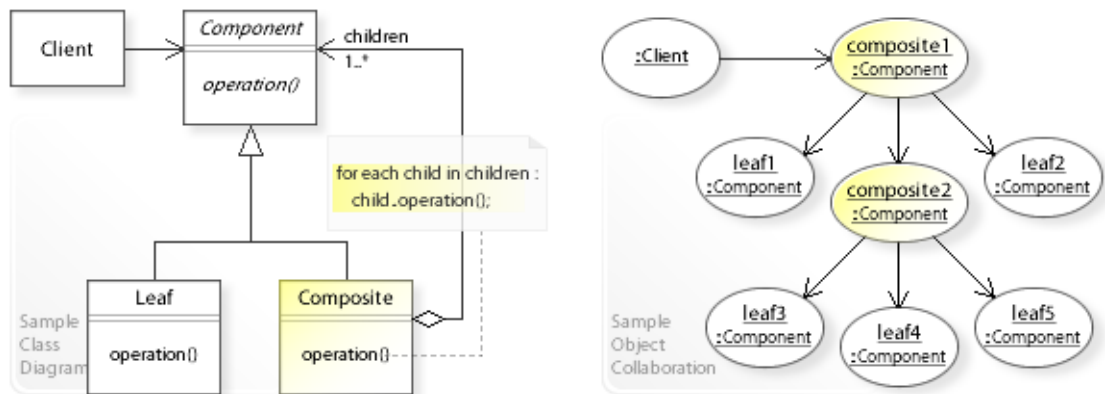 Client
Component
operation()
children
1..*
for each child in children :
child.operation();
Leaf
operation()
Composite
operation()
Sample
Class
Diagram
:Client
composite1
:Component
leaf1
:Component
composite2
:Component
leaf2
:Component
leaf3
:Component
leaf4
:Component
leaf5
:Component
Sample
Object
Collaboration